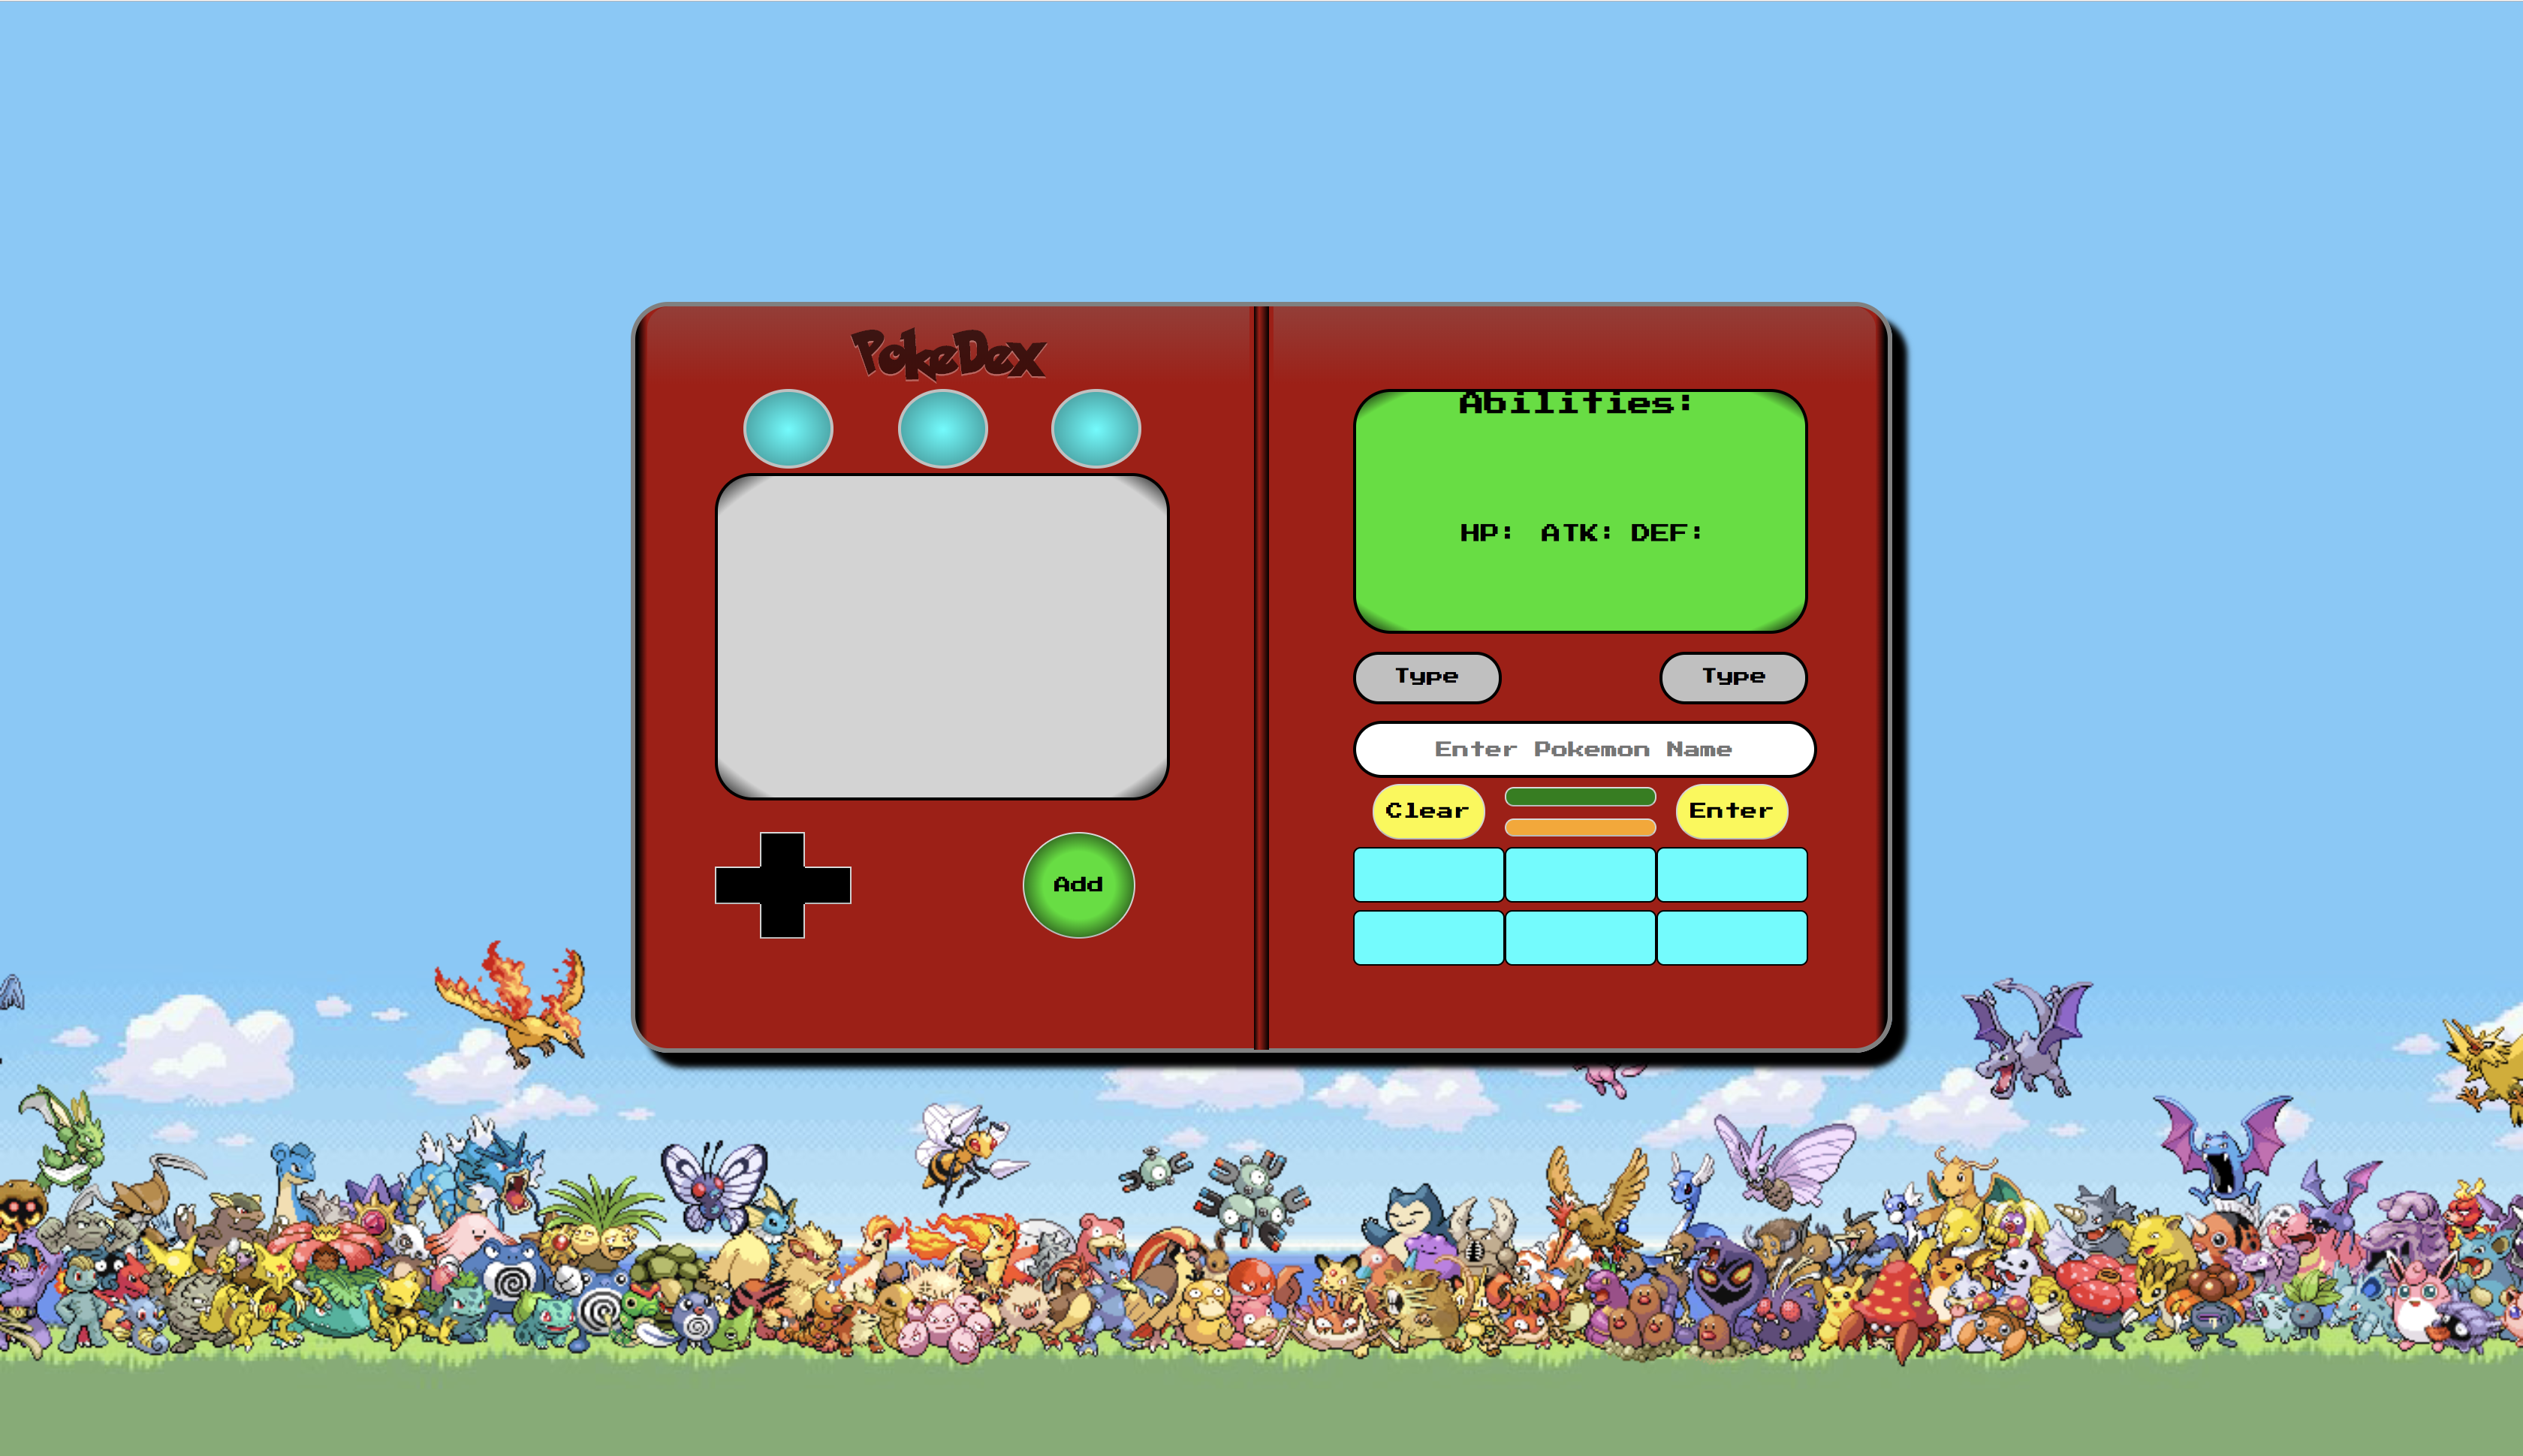 PokeDex
Abilities:
HP: ATK: DEF:
Type Type
Enter Pokemon Name
Clear Enter
Add